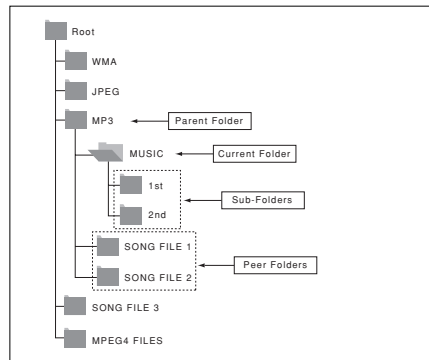 Root
WMA
JPEG
MP3
Parent Folder
MUSIC
Current Folder
1st
2nd
Sub-Folders
SONG FILE 1
SONG FILE 2
Peer Folders
SONG FILE 3
MPEG4 FILES